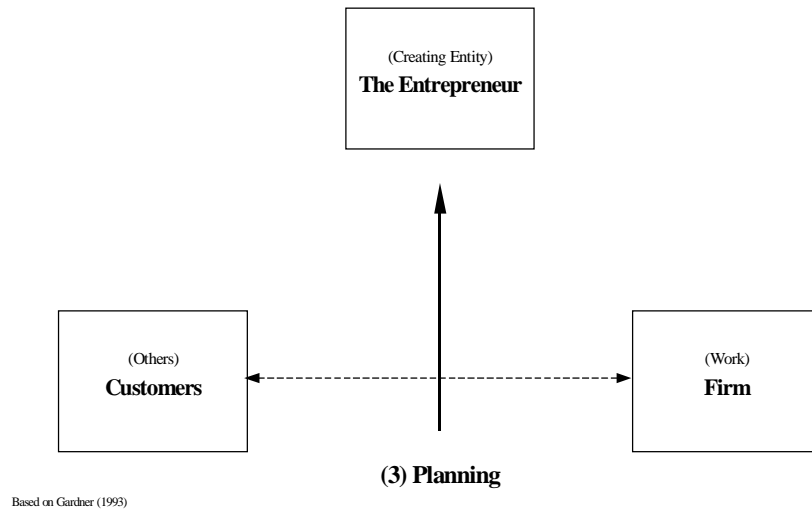 (Creating Entity)
The Entrepreneur
(Others)
Customers
(Work)
Firm
(3) Planning
Based on Gardner (1993)